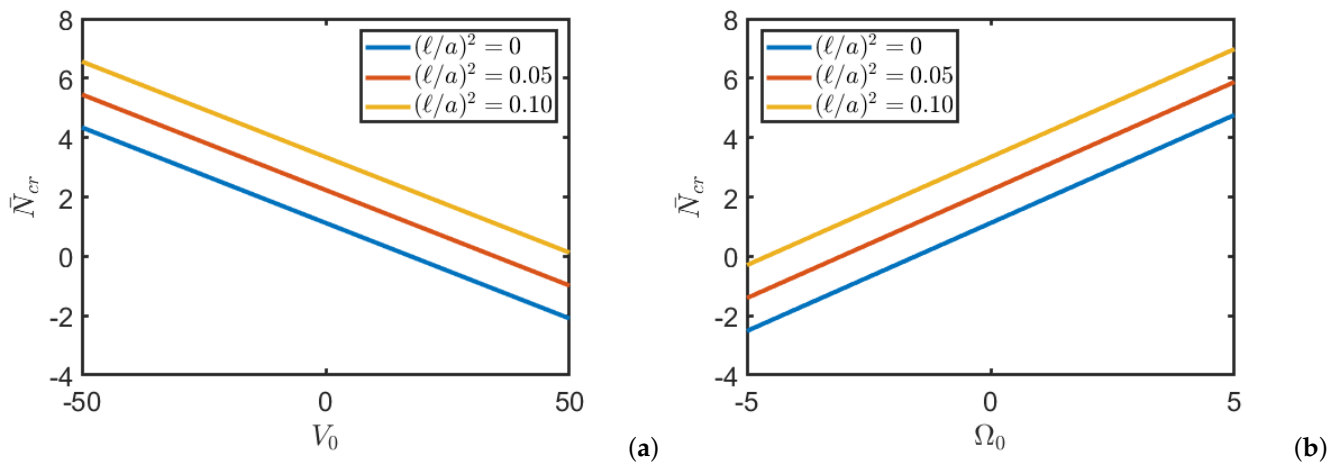 8
6
4
2
0
-2
-4
N̄cr
(ℓ/a)² = 0
(ℓ/a)² = 0.05
(ℓ/a)² = 0.10
-50
0
50
V₀
(a)
8
6
4
2
0
-2
-4
N̄cr
(ℓ/a)² = 0
(ℓ/a)² = 0.05
(ℓ/a)² = 0.10
-5
0
5
Ω₀
(b)